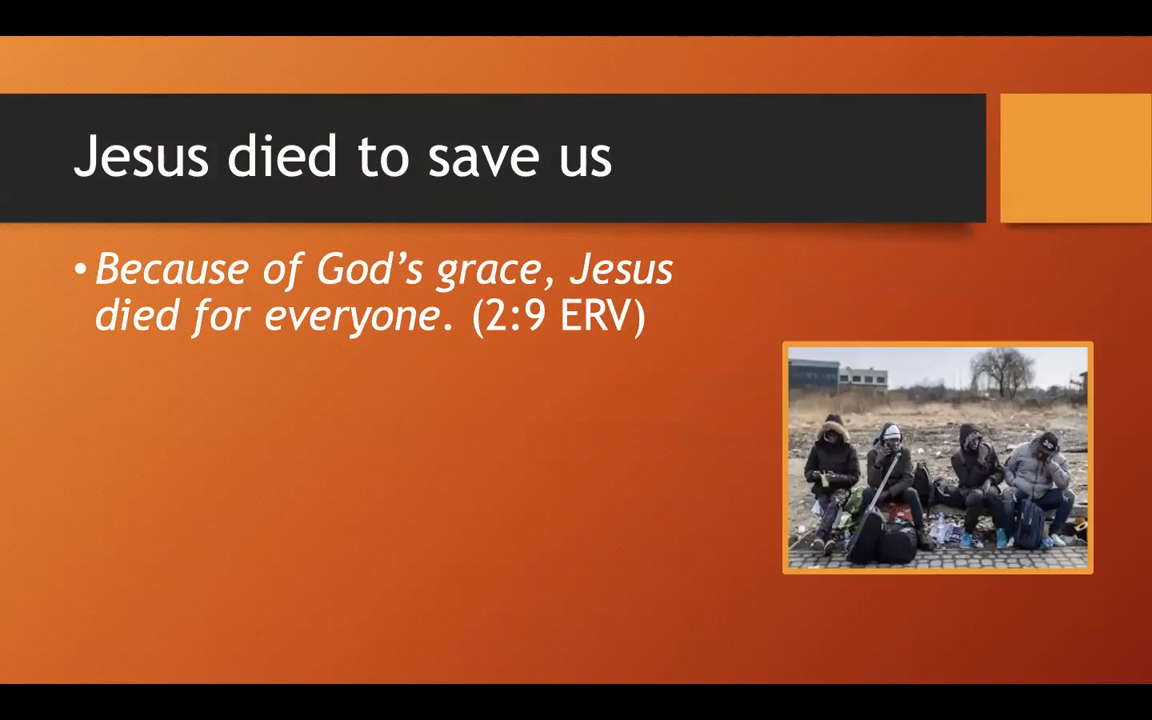 Jesus died to save us
• Because of God’s grace, Jesus
died for everyone. (2:9 ERV)